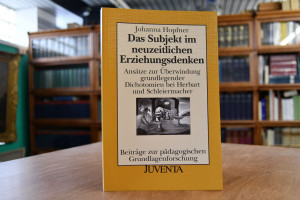 Johanna Hopfner
Das Subjekt im
neuzeitlichen
Erziehungsdenken
Ansätze zur Überwindung
grundlegender
Dichotomien bei Herbart
und Schleiermacher
Beiträge zur pädagogischen
Grundlagenforschung
JUVENTA